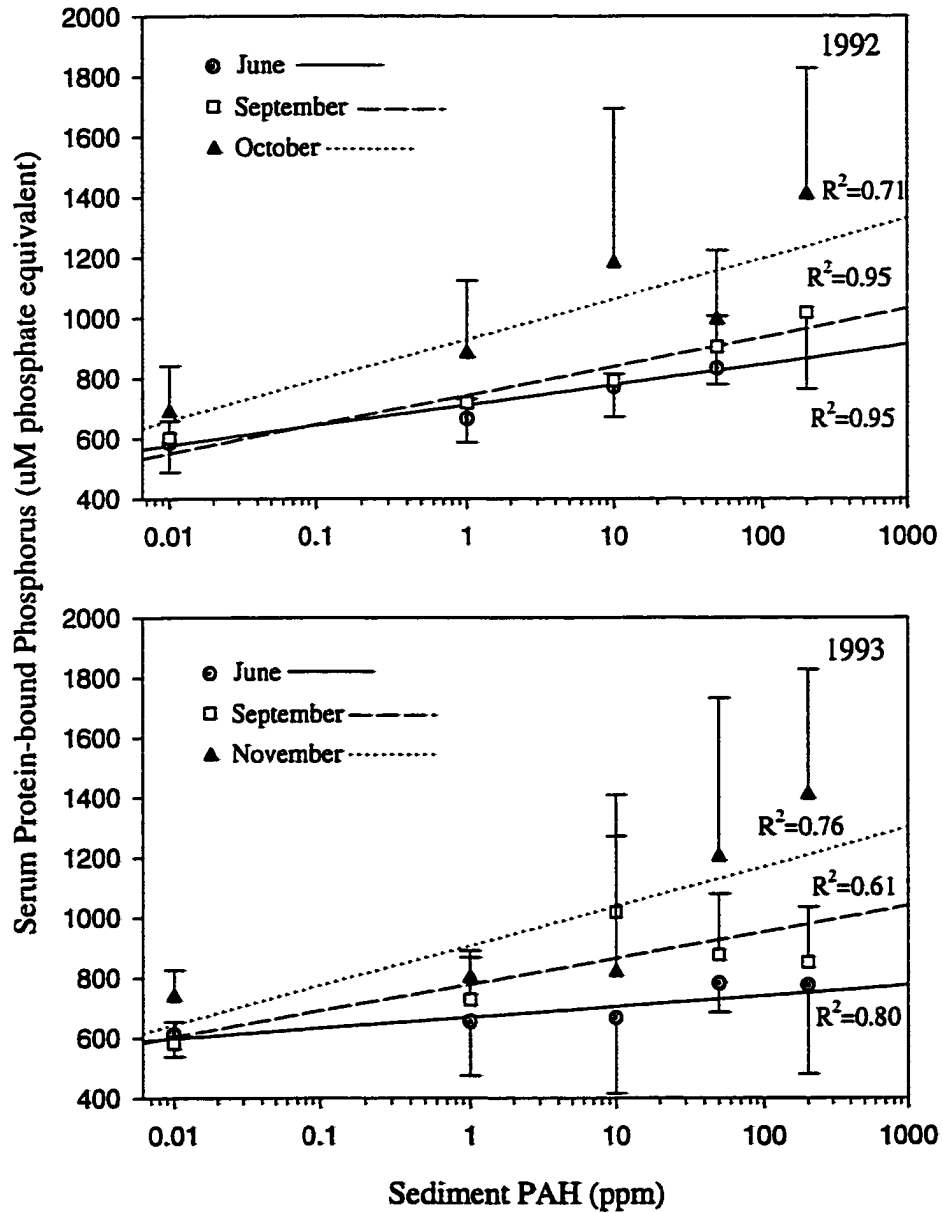 Serum Protein-bound Phosphorus (uM phosphate equivalent)
2000
1800
1600
1400
1200
1000
800
600
400
1992
June
September
October
R²=0.71
R²=0.95
R²=0.95
0.01 0.1 1 10 100 1000
2000
1800
1600
1400
1200
1000
800
600
400
1993
June
September
November
R²=0.76
R²=0.61
R²=0.80
0.01 0.1 1 10 100 1000
Sediment PAH (ppm)